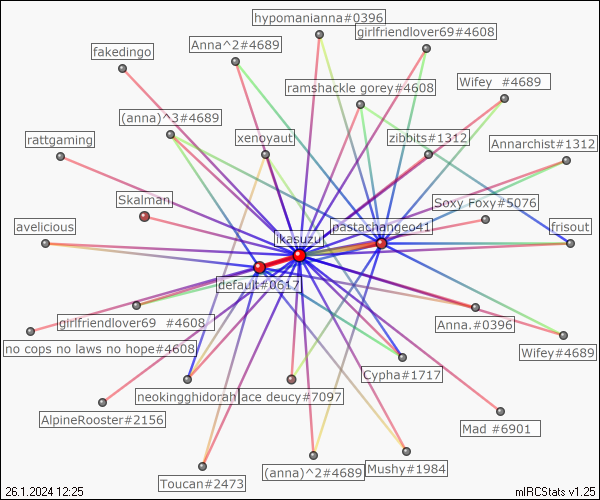 hypomanianna#0396
girlfriendlover69#4608
Anna^2#4689
fakedingo
Wifey  #4689
ramshackle gorey#4608
(anna)^3#4689
rattgaming
xenoyaut
zibbits#1312
Annarchist#1312
Skalman
Soxy Foxy#5076
avelicious
ikasuzu
pastachangeo41
frisout
default#0617
girlfriendlover69  #4608
Anna.#0396
no cops no laws no hope#4608
Wifey#4689
Cypha#1717
neokingghidorah
ace deucy#7097
AlpineRooster#2156
Mad #6901
(anna)^2#4689
Mushy#1984
Toucan#2473
26.1.2024 12:25
mIRCStats v1.25